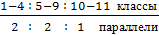 1−4 : 5−9 : 10−11 классы
2 : 2 : 1 параллели